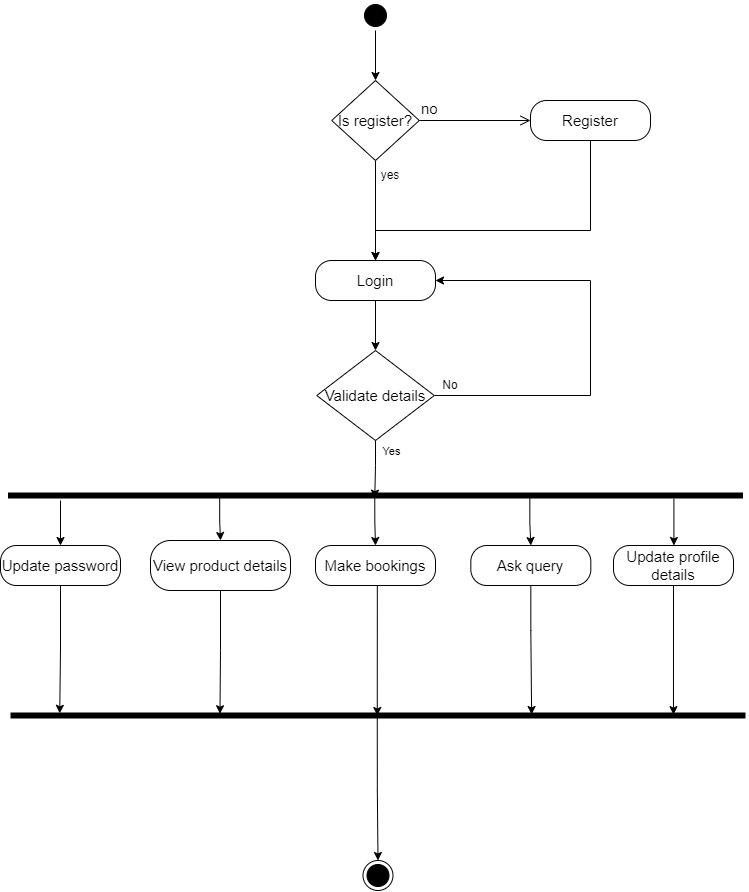 Is register?
no
Register
yes
Login
Validate details
No
Yes
Update password
View product details
Make bookings
Ask query
Update profile
details